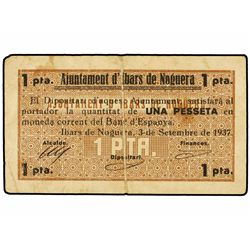 1 pta. Ajuntament d'Ibars de Noguera 1 pta.
El Dipositari d'aquest Ajuntament, satisfarà al
portador la quantitat de UNA PESSETA en
moneda corrent del Banc d'Espanya.
Ibars de Noguera, 3 de Setembre de 1937.
Alcalde. Dipositari. Finances.
1 PTA.
1 pta. 1 pta.